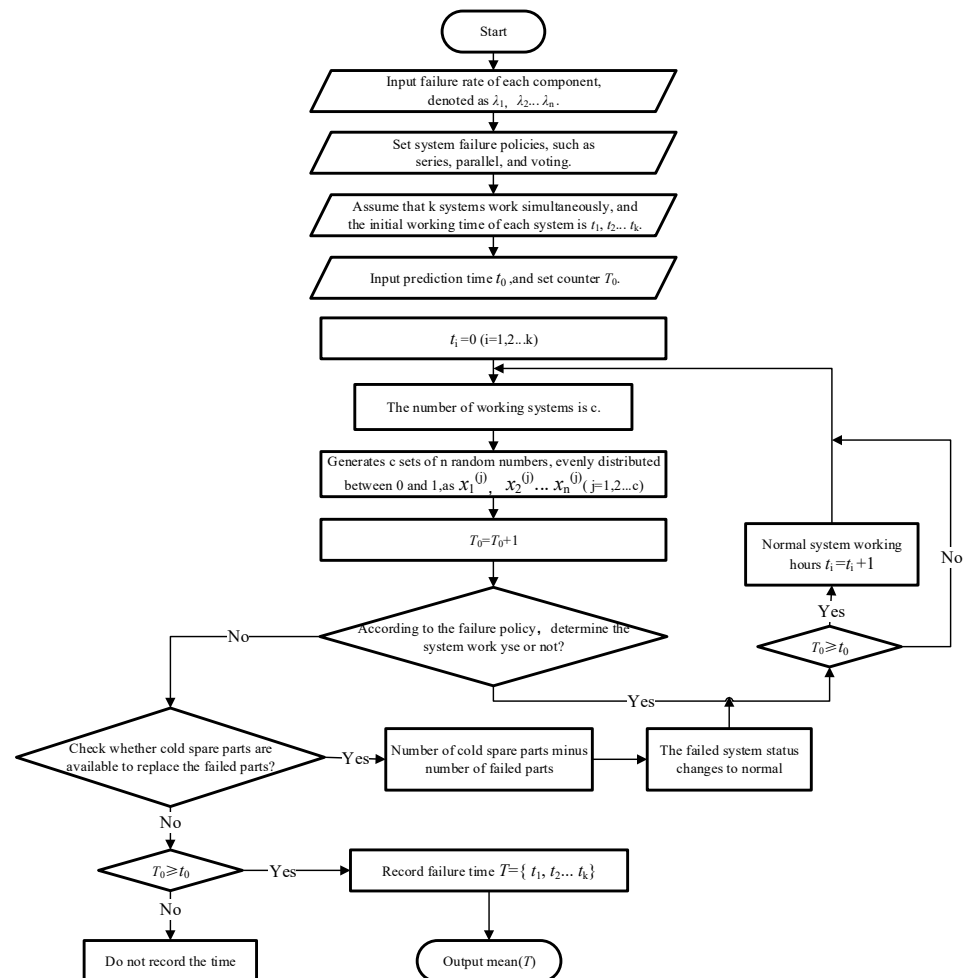 Start
Input failure rate of each component,
denoted as λ₁, λ₂... λₙ.
Set system failure policies, such as
series, parallel, and voting.
Assume that k systems work simultaneously, and
the initial working time of each system is t₁, t₂... tₖ.
Input prediction time t₀ ,and set counter T₀.
tᵢ=0 (i=1,2...k)
The number of working systems is c.
Generates c sets of n random numbers, evenly distributed
between 0 and 1,as x₁⁽ʲ⁾, x₂⁽ʲ⁾... xₙ⁽ʲ⁾( j=1,2...c)
T₀=T₀+1
Normal system working
hours tᵢ=tᵢ+1
No
Yes
T₀⩾t₀
According to the failure policy, determine the
system work yse or not?
No
Yes
Check whether cold spare parts are
available to replace the failed parts?
Yes
Number of cold spare parts minus
number of failed parts
The failed system status
changes to normal
No
T₀⩾t₀
Yes
Record failure time T={ t₁, t₂... tₖ}
No
Do not record the time
Output mean(T)